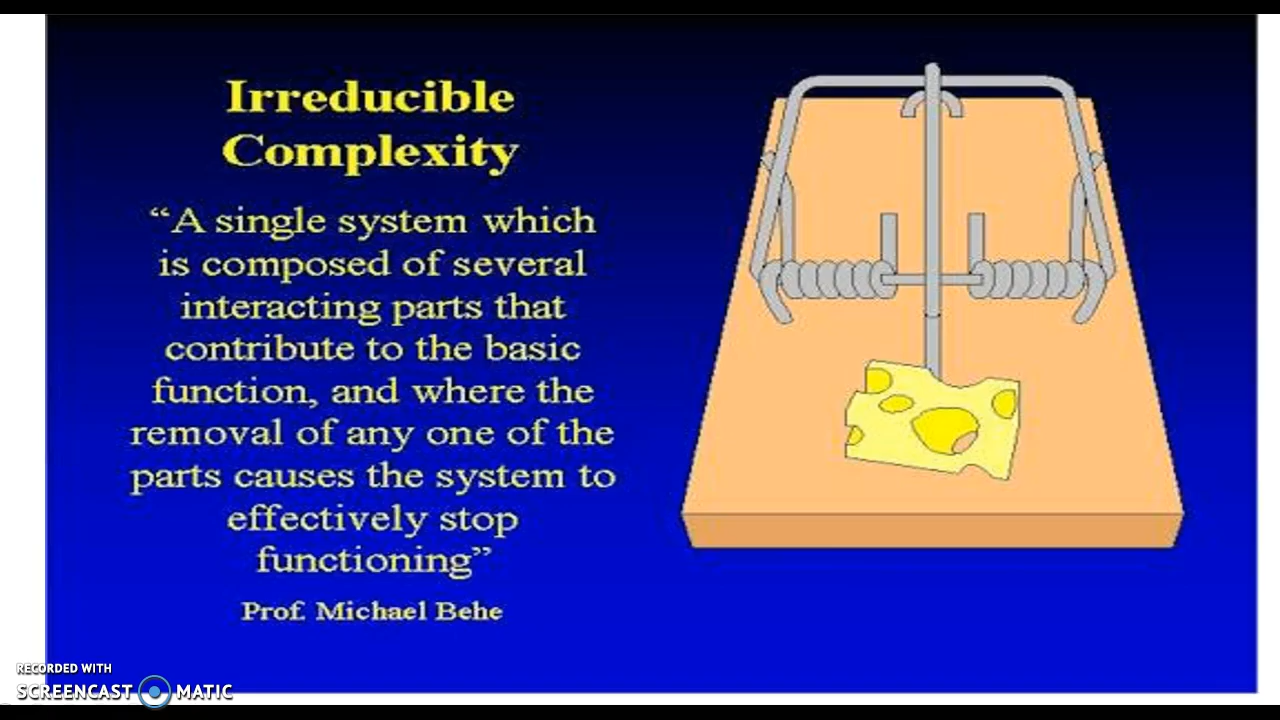 Irreducible
Complexity
“A single system which
is composed of several
interacting parts that
contribute to the basic
function, and where the
removal of any one of the
parts causes the system to
effectively stop
functioning”
Prof. Michael Behe
RECORDED WITH
SCREENCAST MATIC